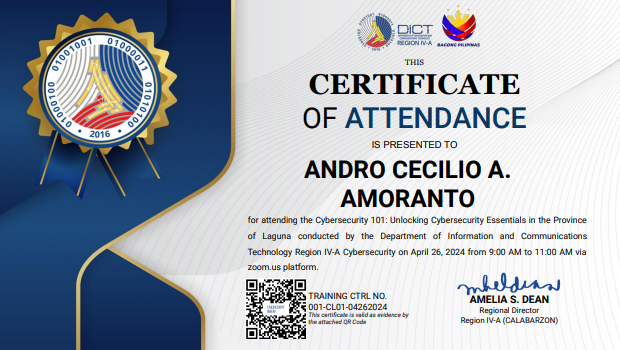 01001001 01000011
01000100 01010100
• 2016 •
DICT
REGION IV-A
BAGONG PILIPINAS
THIS
CERTIFICATE
OF ATTENDANCE
IS PRESENTED TO
ANDRO CECILIO A.
AMORANTO
for attending the Cybersecurity 101: Unlocking Cybersecurity Essentials in the Province
of Laguna conducted by the Department of Information and Communications
Technology Region IV-A Cybersecurity on April 26, 2024 from 9:00 AM to 11:00 AM via
zoom.us platform.
TRAINING CTRL NO.
001-CL01-04262024
This certificate is valid as evidence by
the attached QR Code
AMELIA S. DEAN
Regional Director
Region IV-A (CALABARZON)